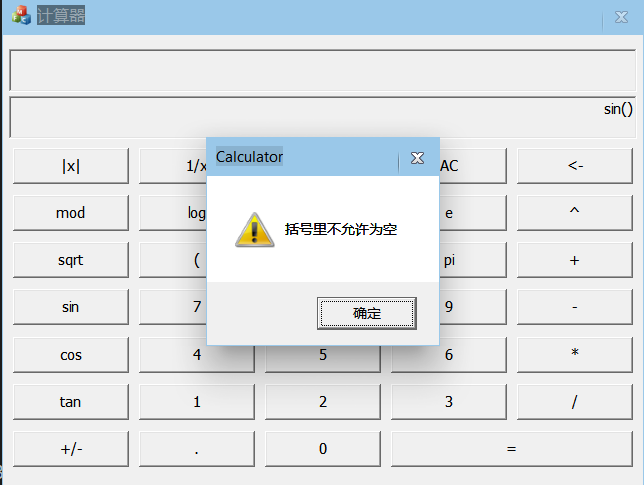 计算器
sin()
|x|
1/x
AC
<-
mod
log
e
^
sqrt
(
pi
+
sin
7
9
-
cos
4
5
6
*
tan
1
2
3
/
+/-
.
0
=
Calculator
括号里不允许为空
确定